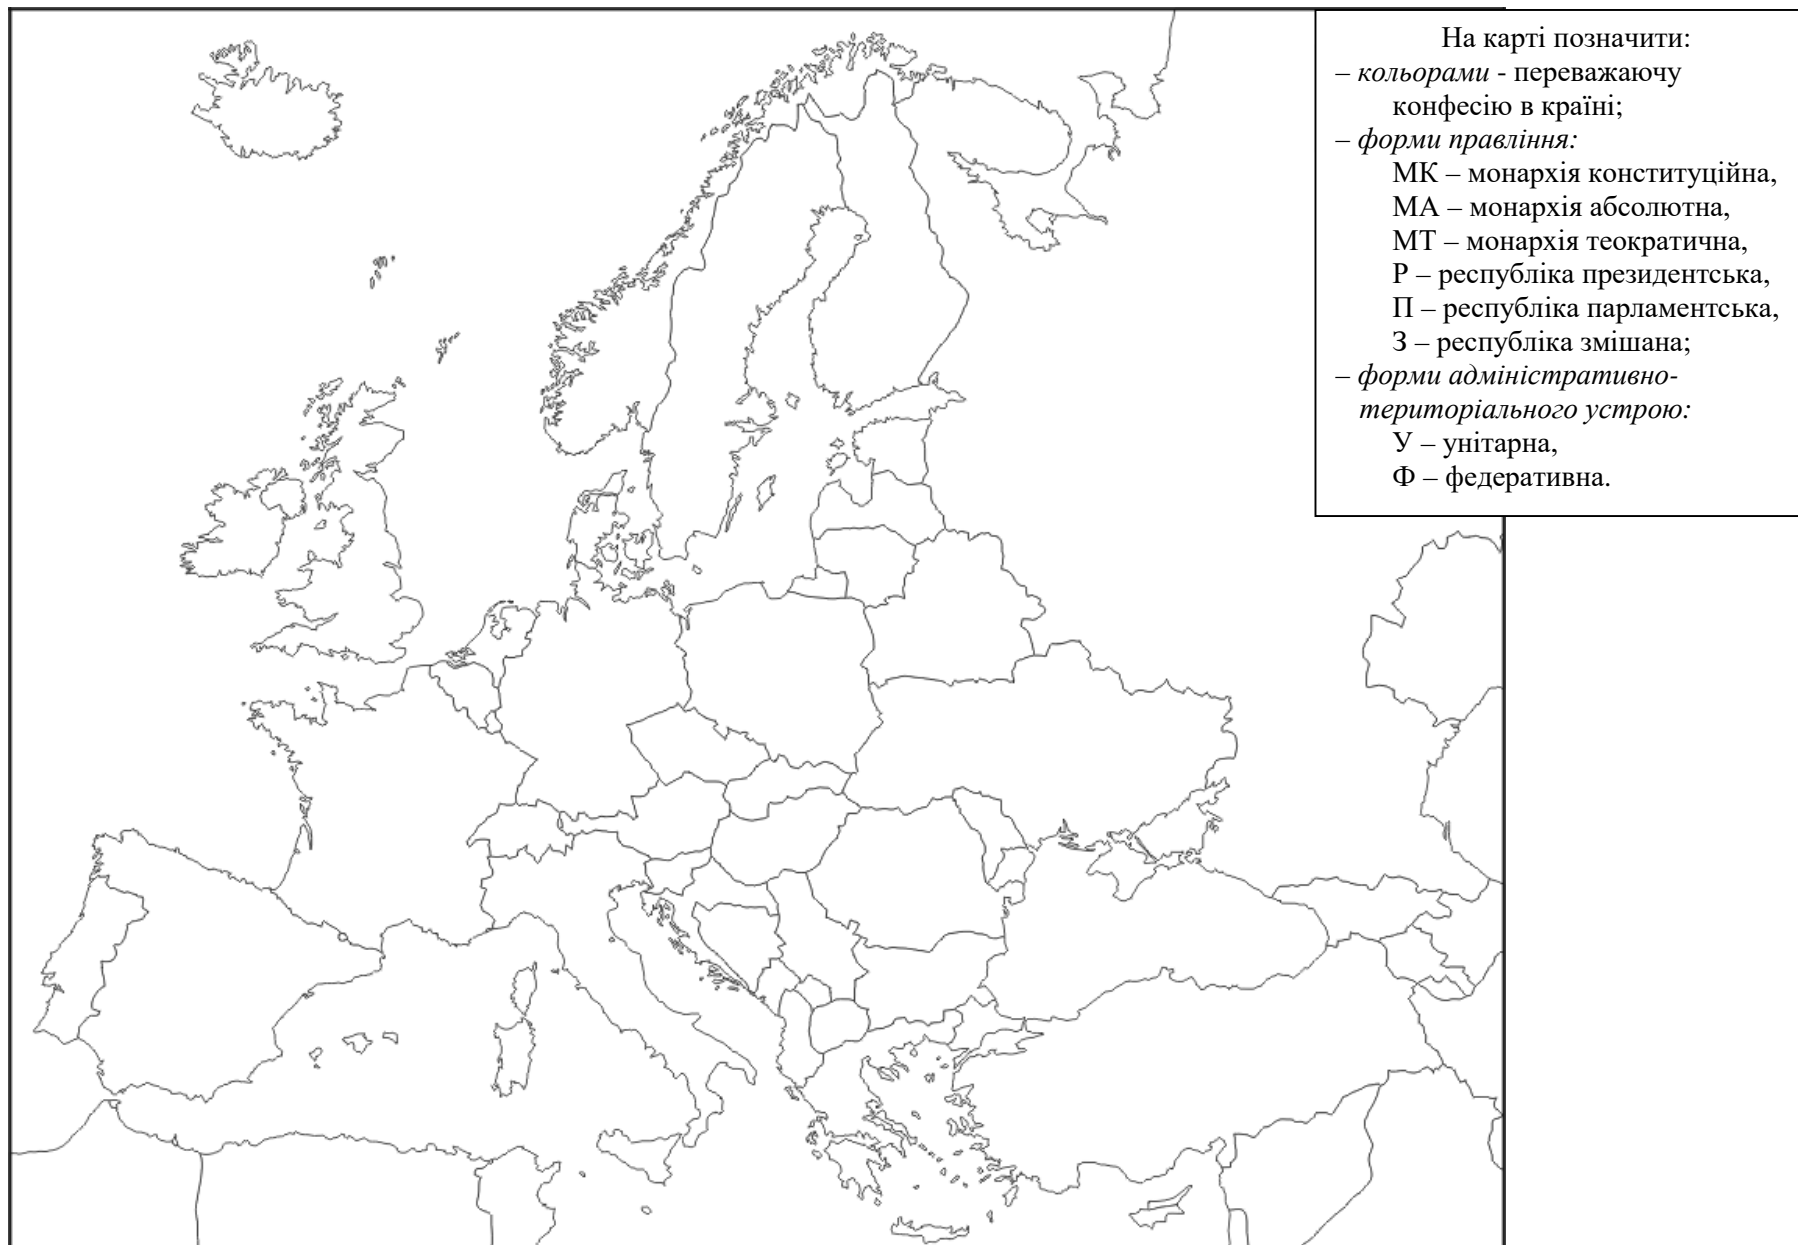 На карті позначити:
– кольорами - переважаючу
конфесію в країні;
– форми правління:
МК – монархія конституційна,
МА – монархія абсолютна,
МТ – монархія теократична,
Р – республіка президентська,
П – республіка парламентська,
З – республіка змішана;
– форми адміністративно-
територіального устрою:
У – унітарна,
Ф – федеративна.